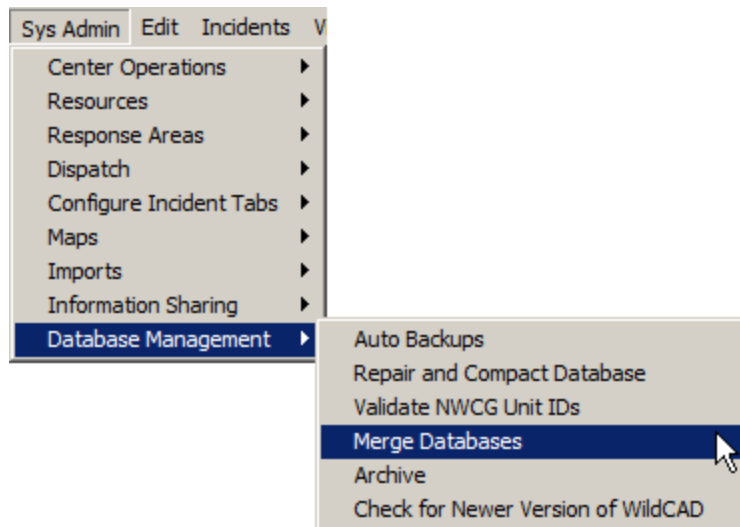 Sys Admin Edit Incidents
Center Operations
Resources
Response Areas
Dispatch
Configure Incident Tabs
Maps
Imports
Information Sharing
Database Management
Auto Backups
Repair and Compact Database
Validate NWCG Unit IDs
Merge Databases
Archive
Check for Newer Version of WildCAD